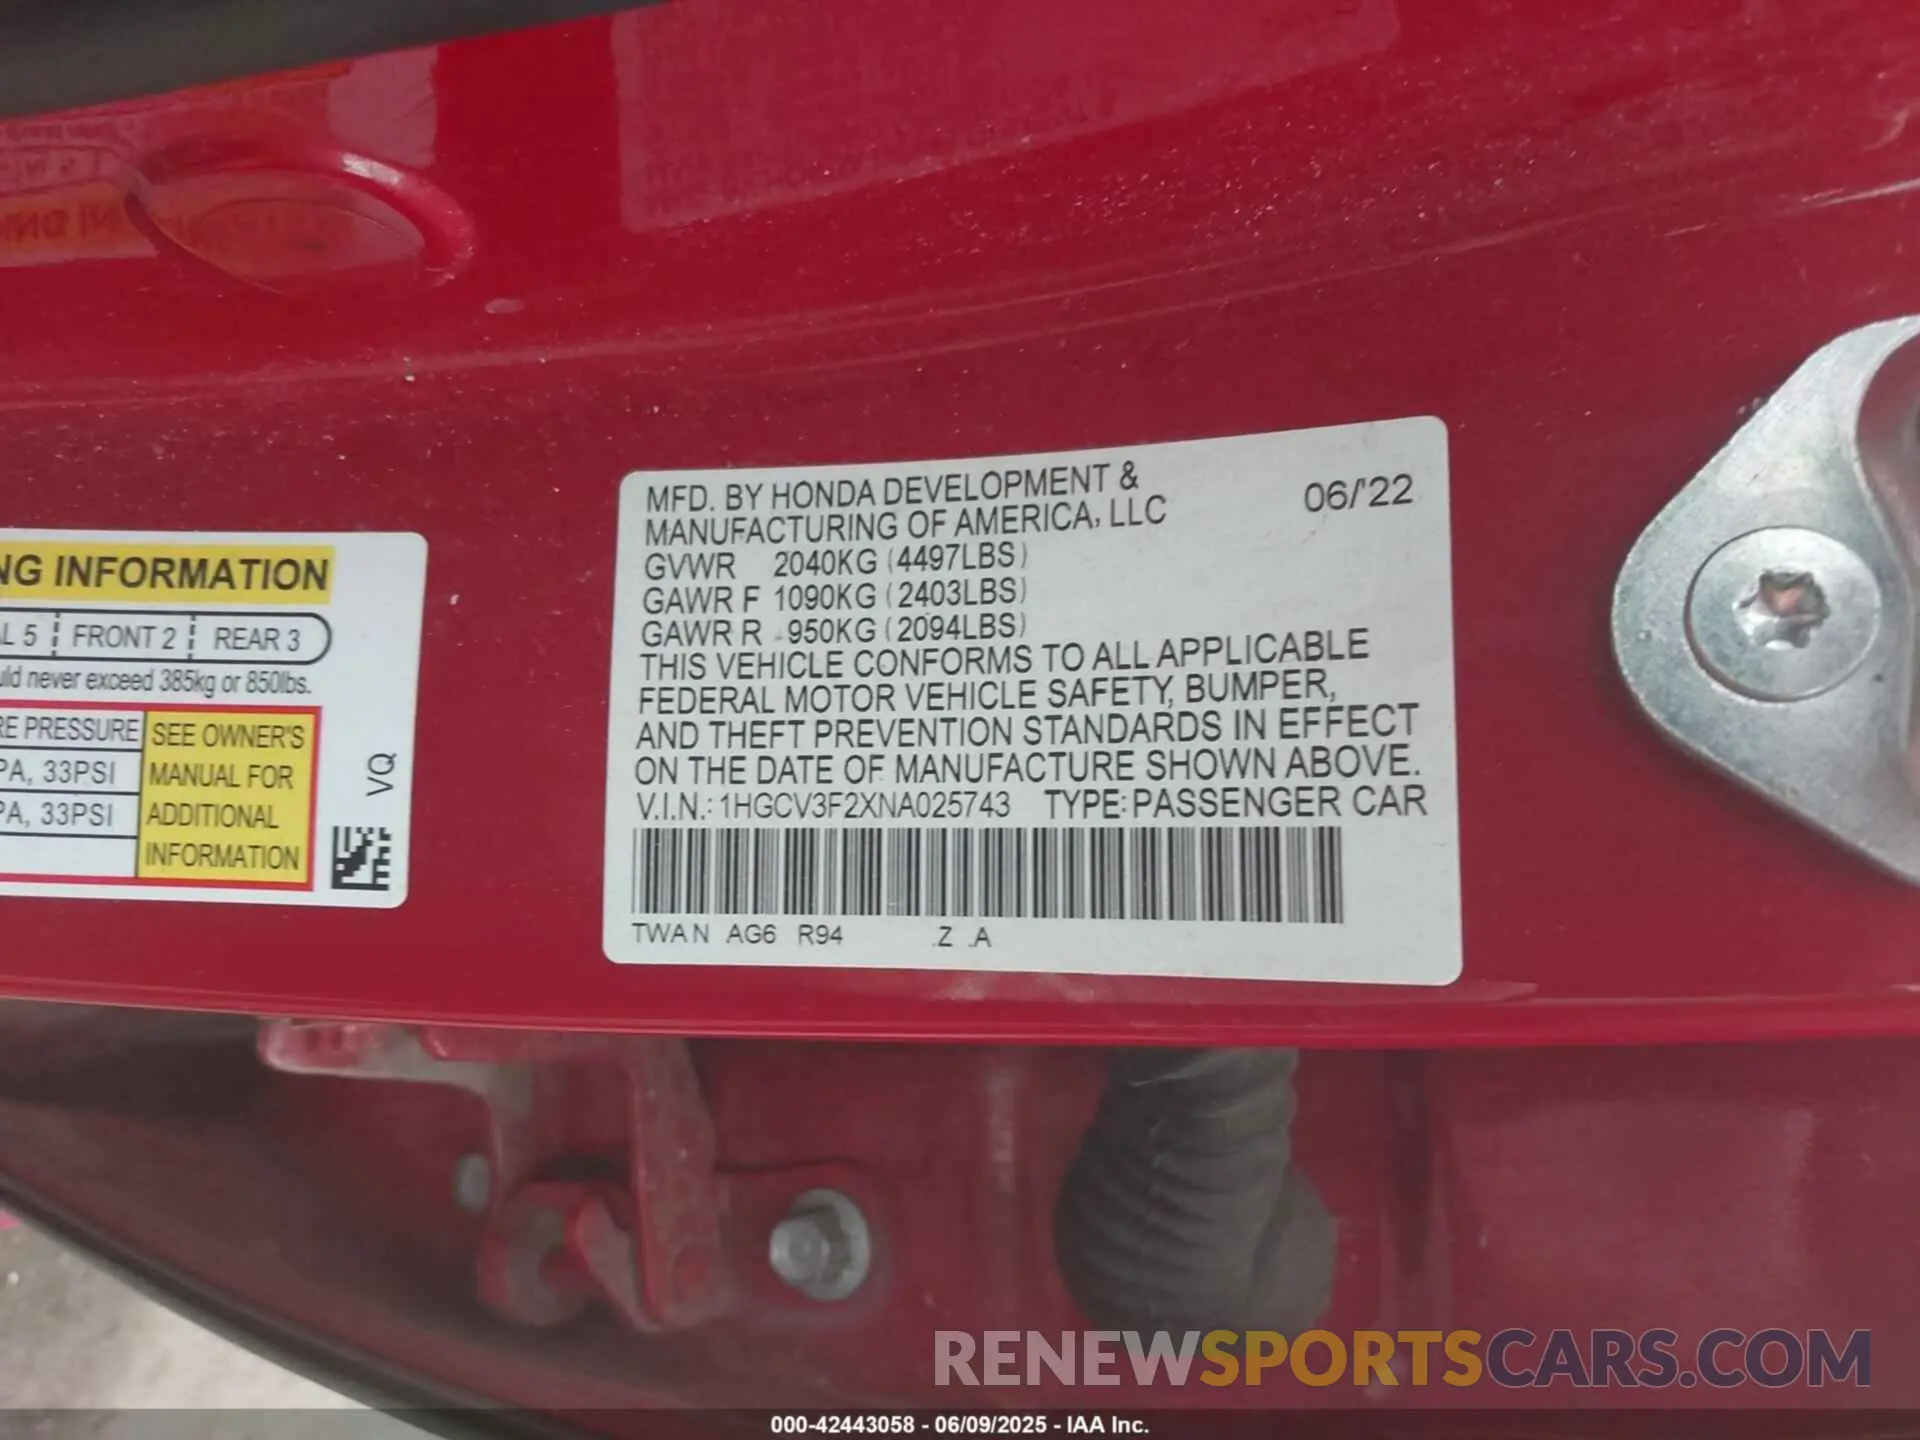 MFD. BY HONDA DEVELOPMENT &
MANUFACTURING OF AMERICA, LLC
06/'22
GVWR 2040KG (4497LBS)
GAWR F 1090KG (2403LBS)
GAWR R 950KG (2094LBS)
THIS VEHICLE CONFORMS TO ALL APPLICABLE
FEDERAL MOTOR VEHICLE SAFETY, BUMPER,
AND THEFT PREVENTION STANDARDS IN EFFECT
ON THE DATE OF MANUFACTURE SHOWN ABOVE.
V.I.N.: 1HGCV3F2XNA025743 TYPE: PASSENGER CAR
TWAN AG6 R94 .Z .A
NG INFORMATION
AL 5 FRONT 2 REAR 3
uld never exceed 385kg or 850lbs.
RE PRESSURE
PA, 33PSI
PA, 33PSI
SEE OWNER'S
MANUAL FOR
ADDITIONAL
INFORMATION
VQ
RENEWSPORTSCARS.COM
000-42443058 - 06/09/2025 - IAA Inc.